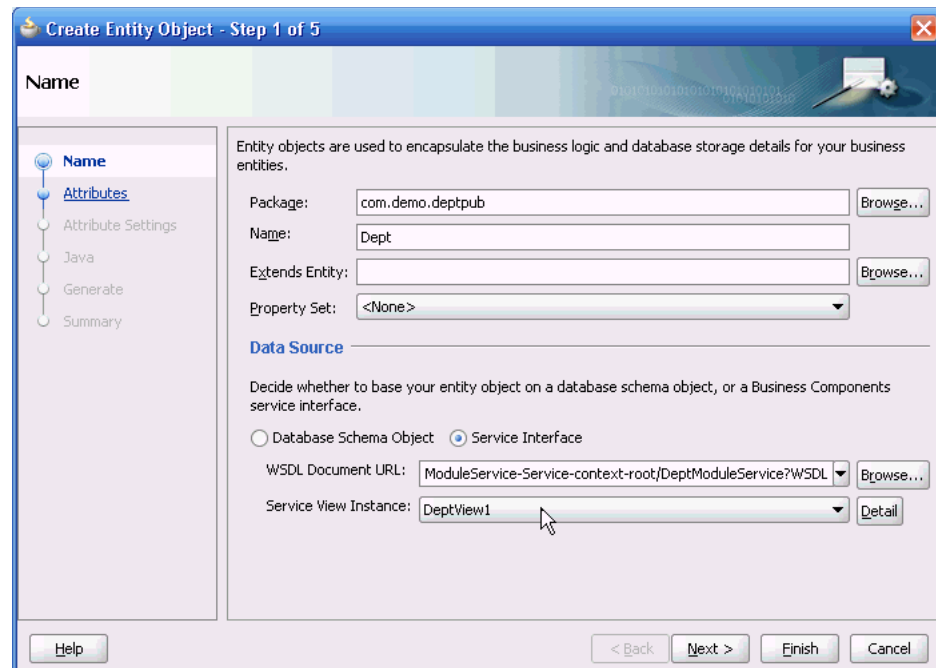 Create Entity Object - Step 1 of 5
Name
01010101010101010101010101
01010101010
Name
Attributes
Attribute Settings
Java
Generate
Summary
Entity objects are used to encapsulate the business logic and database storage details for your business
entities.
Package: com.demo.deptpub Browse...
Name: Dept
Extends Entity: Browse...
Property Set: <None>
Data Source
Decide whether to base your entity object on a database schema object, or a Business Components
service interface.
Database Schema Object Service Interface
WSDL Document URL: ModuleService-Service-context-root/DeptModuleService?WSDL Browse...
Service View Instance: DeptView1 Detail
Help < Back Next > Finish Cancel